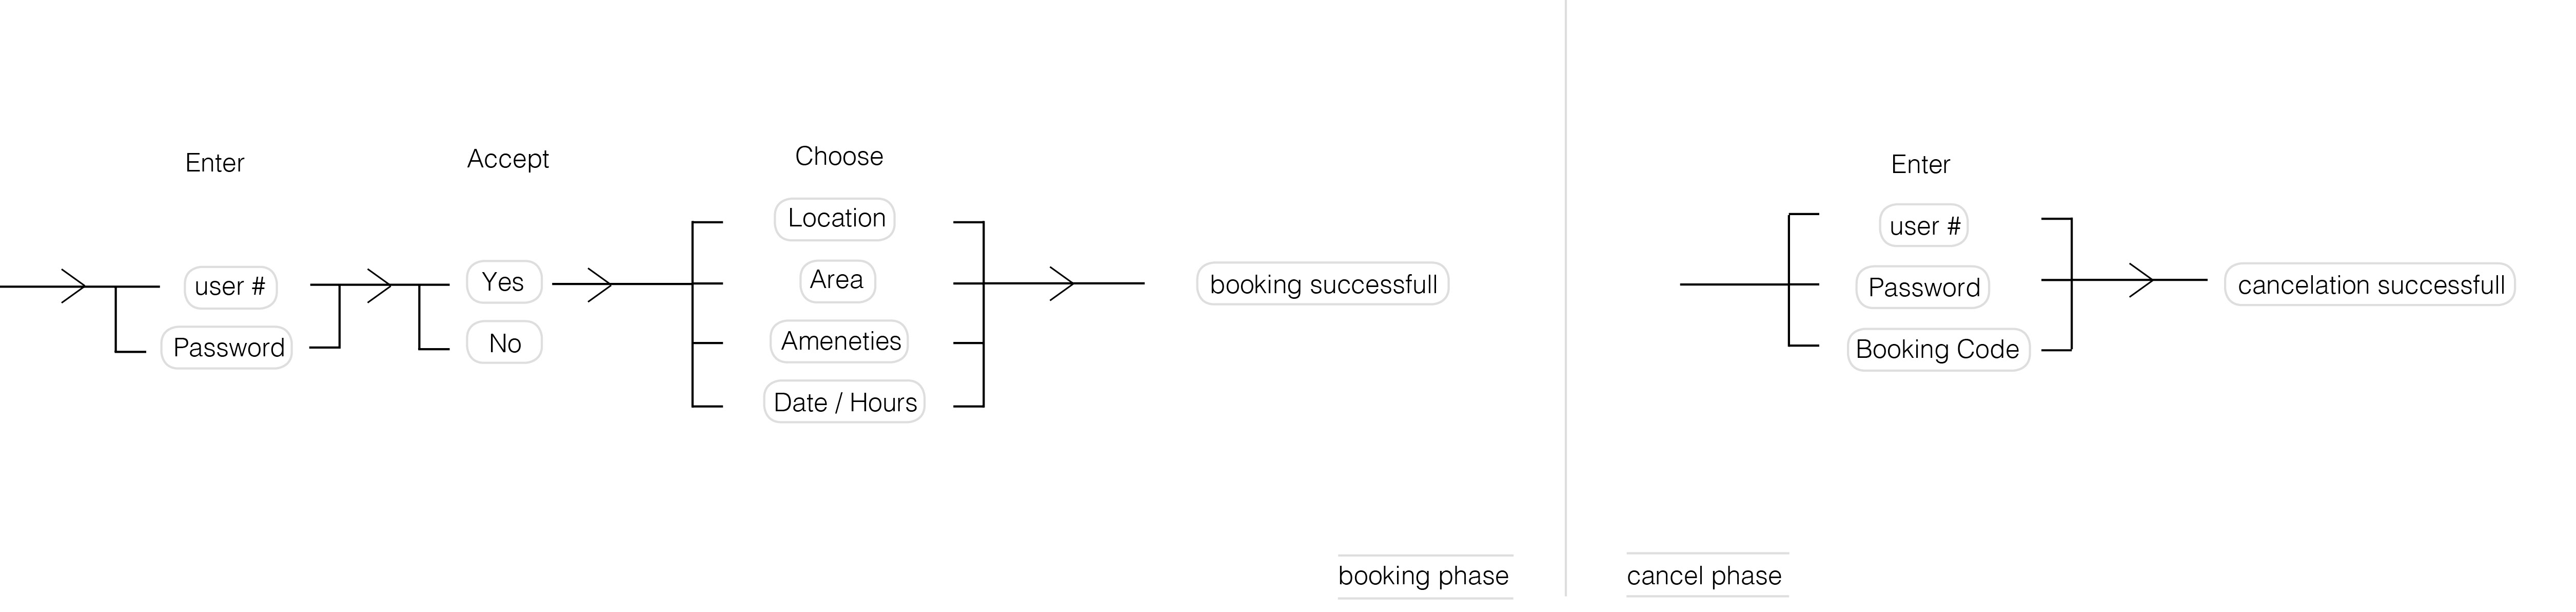 Enter
user #
Password
Accept
Yes
No
Choose
Location
Area
Ameneties
Date / Hours
booking successfull
booking phase
Enter
user #
Password
Booking Code
cancelation successfull
cancel phase